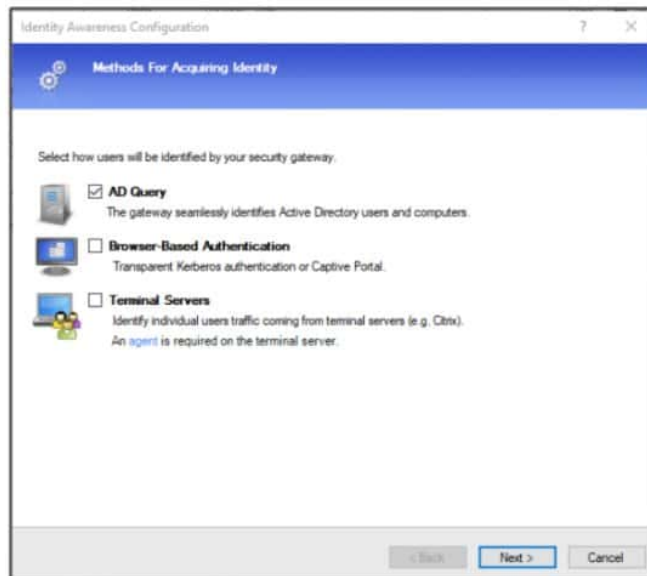 Identity Awareness Configuration
Methods For Acquiring Identity
Select how users will be identified by your security gateway.
AD Query
The gateway seamlessly identifies Active Directory users and computers.
Browser-Based Authentication
Transparent Kerberos authentication or Captive Portal.
Terminal Servers
Identify individual users traffic coming from terminal servers (e.g. Citrix).
An agent is required on the terminal server.
< Back Next > Cancel